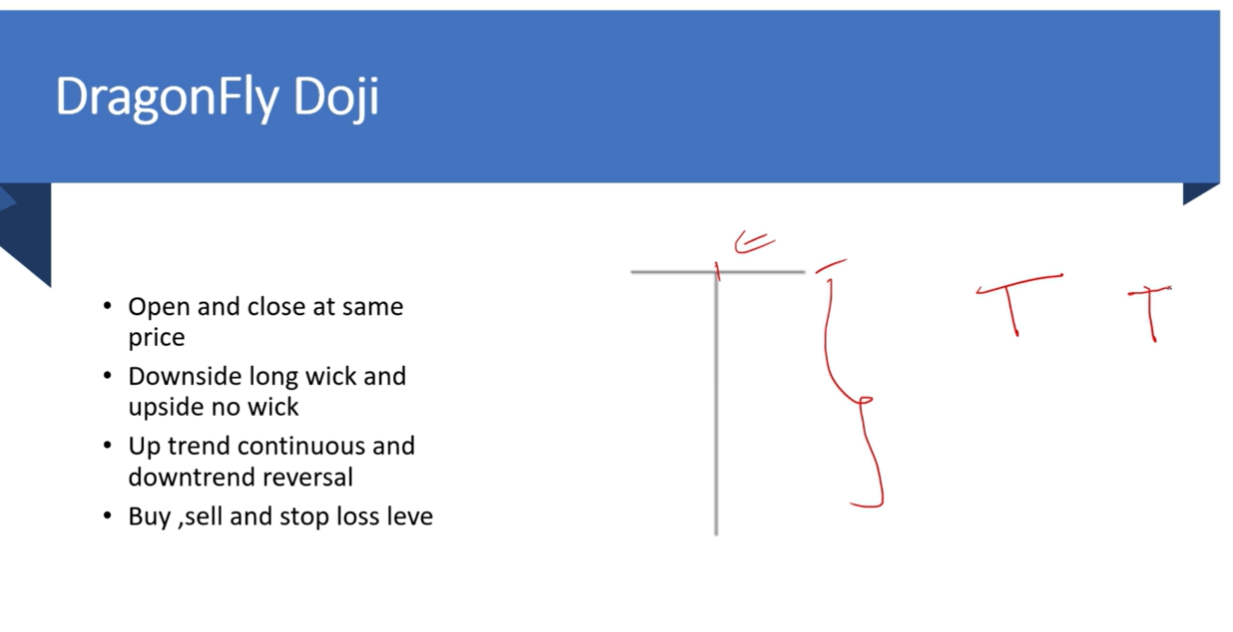 DragonFly Doji
• Open and close at same
price
• Downside long wick and
upside no wick
• Up trend continuous and
downtrend reversal
• Buy ,sell and stop loss leve
T T